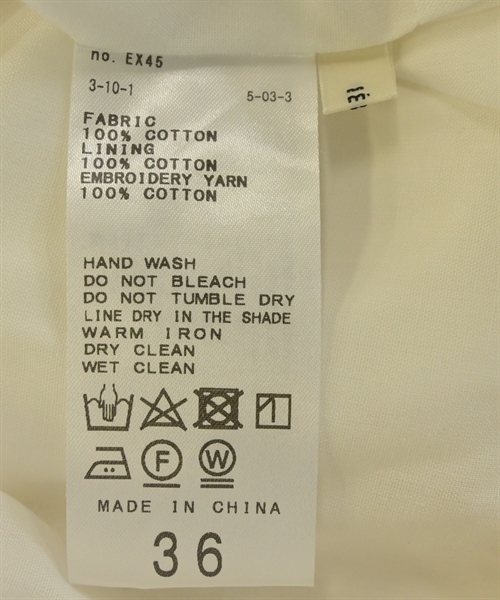 no. EX45
3-10-1
5-03-3
FABRIC
100% COTTON
LINING
100% COTTON
EMBROIDERY YARN
100% COTTON
HAND WASH
DO NOT BLEACH
DO NOT TUMBLE DRY
LINE DRY IN THE SHADE
WARM IRON
DRY CLEAN
WET CLEAN
F
W
MADE IN CHINA
36